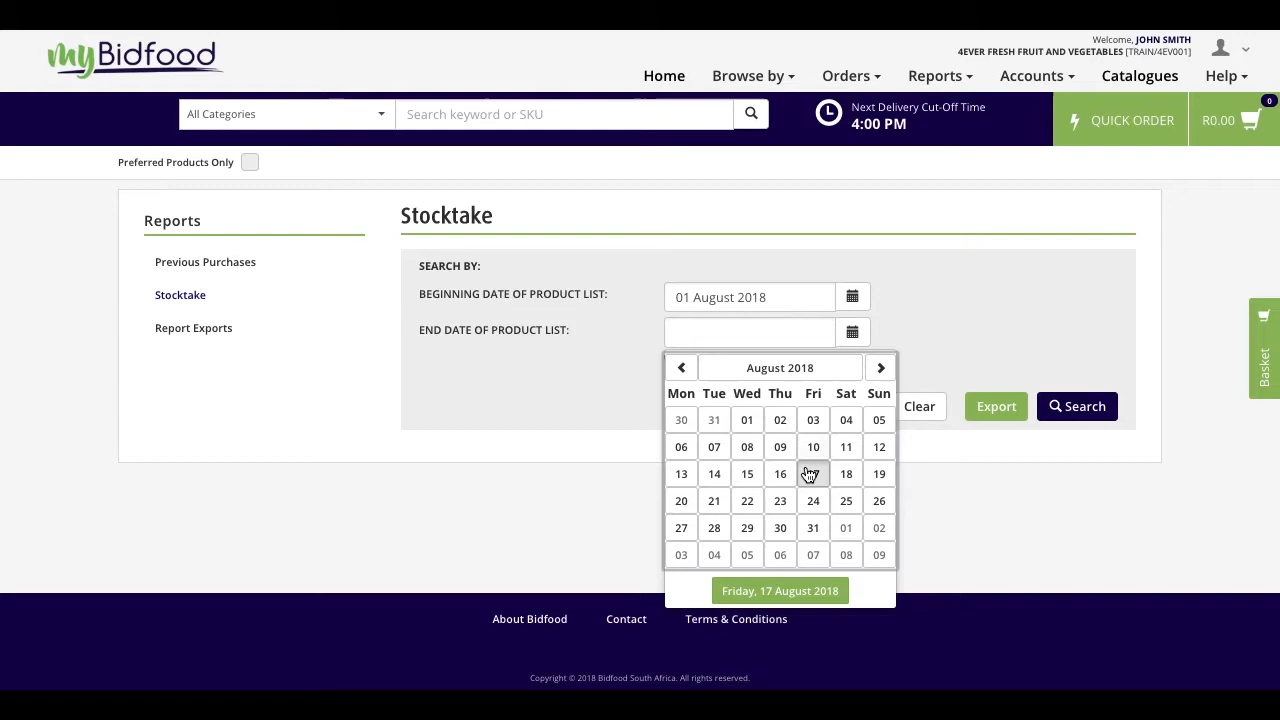 myBidfood
Welcome, JOHN SMITH
4EVER FRESH FRUIT AND VEGETABLES [TRAIN/4EV001]
Home Browse by Orders Reports Accounts Catalogues Help
All Categories Search keyword or SKU Next Delivery Cut-Off Time
4:00 PM
QUICK ORDER R0.00 0
Preferred Products Only
Reports
Previous Purchases
Stocktake
Report Exports
Stocktake
SEARCH BY:
BEGINNING DATE OF PRODUCT LIST: 01 August 2018
END DATE OF PRODUCT LIST:
August 2018
Mon Tue Wed Thu Fri Sat Sun
30 31 01 02 03 04 05
06 07 08 09 10 11 12
13 14 15 16 18 19
20 21 22 23 24 25 26
27 28 29 30 31 01 02
03 04 05 06 07 08 09
Friday, 17 August 2018
Clear Export Search
Basket
About Bidfood Contact Terms & Conditions
Copyright © 2018 Bidfood South Africa. All rights reserved.